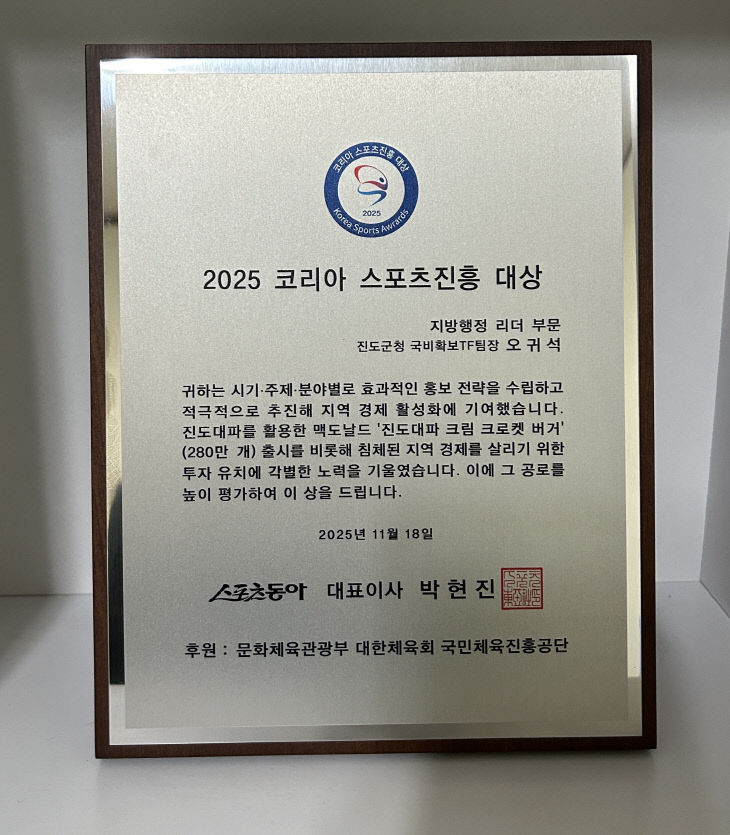 코리아 스포츠진흥 대상
2025
Korea Sports Awrards
2025 코리아 스포츠진흥 대상
지방행정 리더 부문
진도군청 국비확보TF팀장 오귀석
귀하는 시기·주제·분야별로 효과적인 홍보 전략을 수립하고
적극적으로 추진해 지역 경제 활성화에 기여했습니다.
진도대파를 활용한 맥도날드 '진도대파 크림 크로켓 버거'
(280만 개) 출시를 비롯해 침체된 지역 경제를 살리기 위한
투자 유치에 각별한 노력을 기울였습니다. 이에 그 공로를
높이 평가하여 이 상을 드립니다.
2025년 11월 18일
스포츠동아 대표이사 박현진
후원 : 문화체육관광부 대한체육회 국민체육진흥공단